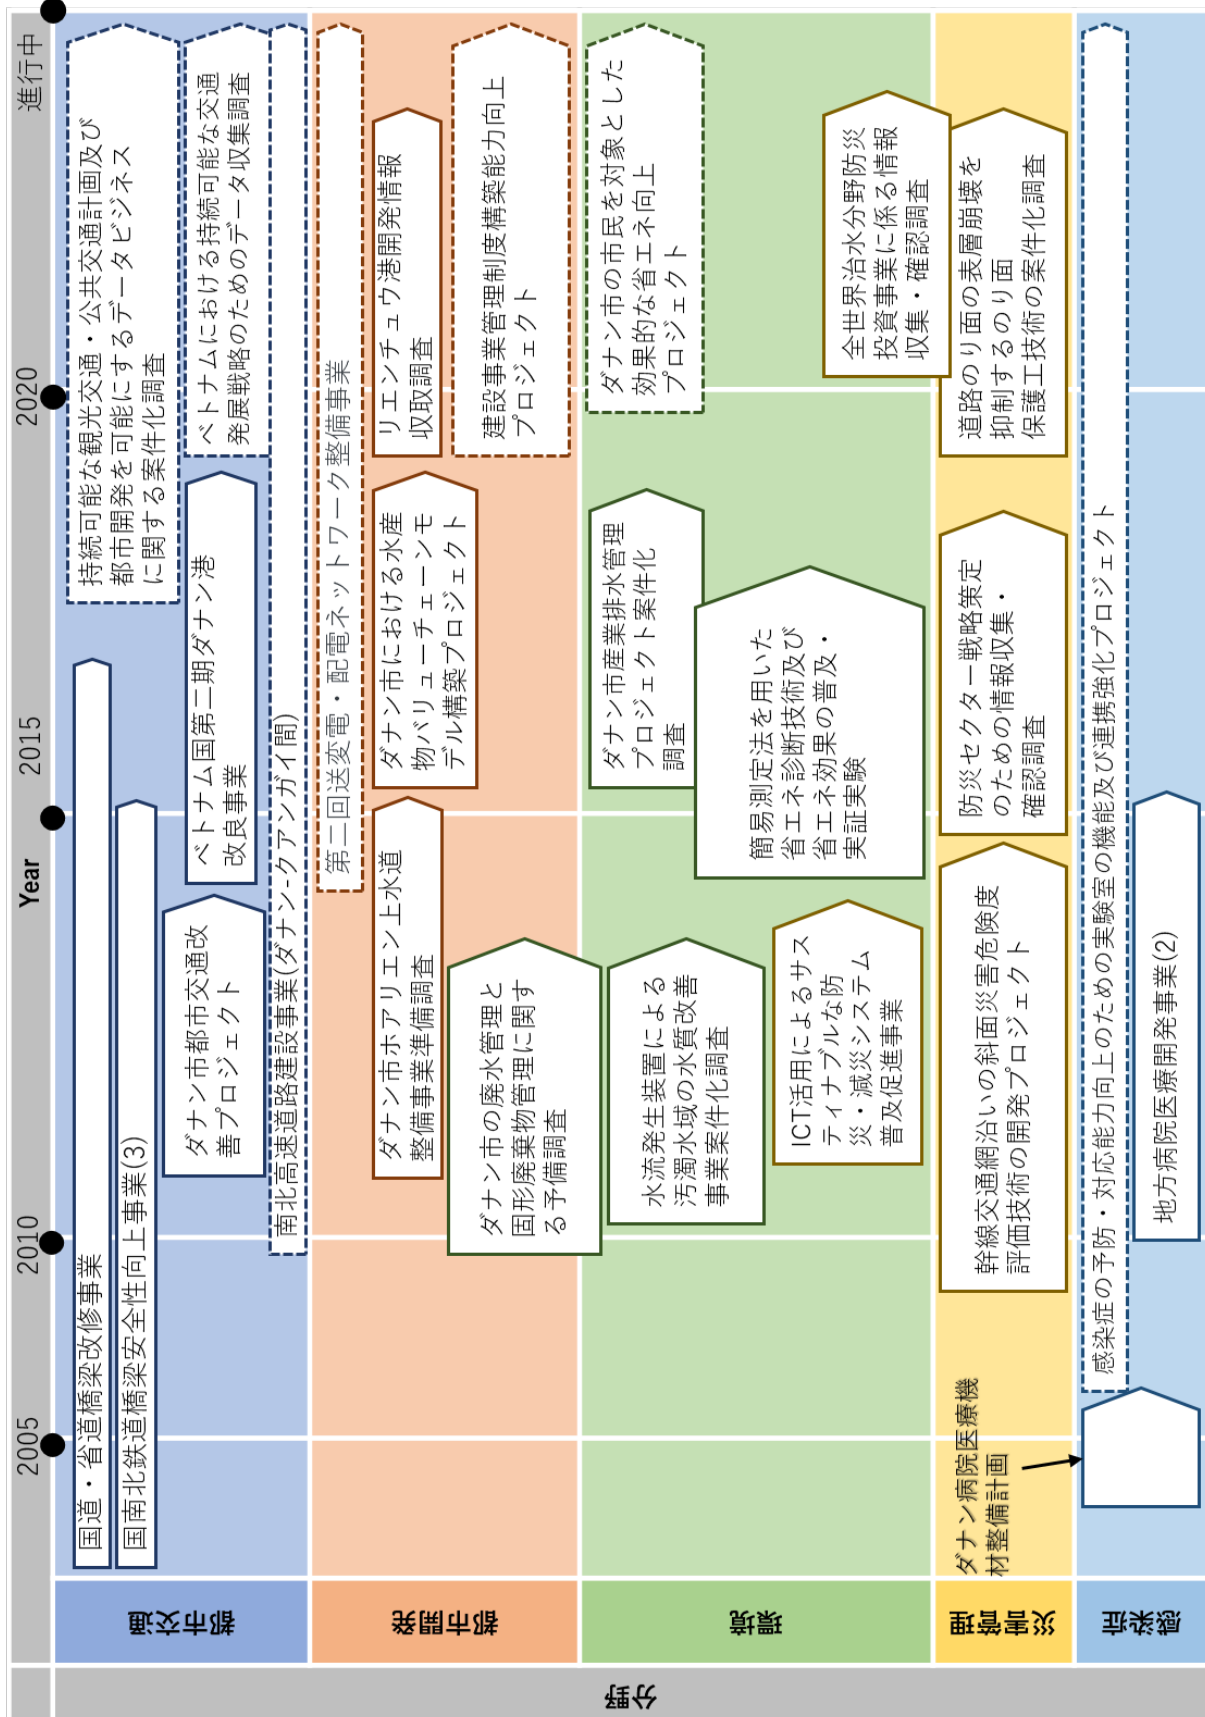 Year
2005
2010
2015
2020
進行中
分野
都市交通
国道・省道橋梁改修事業
国南北鉄道橋梁安全性向上事業(3)
ダナン市都市交通改
善プロジェクト
南北高速道路建設事業(ダナン-クアンガイ間)
ベトナム国第二期ダナン港
改良事業
持続可能な観光交通・公共交通計画及び
都市開発を可能にするデータビジネス
に関する案件化調査
ベトナムにおける持続可能な交通
発展戦略のためのデータ収集調査
都市開発
第二回送変電・配電ネットワーク整備事業
ダナン市ホアリエン上水道
整備事業準備調査
ダナン市の廃水管理と
固形廃棄物管理に関す
る予備調査
ダナン市における水産
物バリューチェーンモ
デル構築プロジェクト
リエンチュウ港開発情報
収取調査
建設事業管理制度構築能力向上
プロジェクト
環境
水流発生装置による
汚濁水域の水質改善
事業案件化調査
ICT活用によるサス
ティナブルな防
災・減災システム
普及促進事業
ダナン市産業排水管理
プロジェクト案件化
調査
簡易測定法を用いた
省エネ診断技術及び
省エネ効果の普及・
実証実験
ダナン市の市民を対象とした
効果的な省エネ向上
プロジェクト
全世界治水分野防災
投資事業に係る情報
収集・確認調査
災害管理
幹線交通網沿いの斜面災害危険度
評価技術の開発プロジェクト
防災セクター戦略策定
のための情報収集・
確認調査
道路のり面の表層崩壊を
抑制するのり面
保護工技術の案件化調査
感染症
ダナン病院医療機
材整備計画
感染症の予防・対応能力向上のための実験室の機能及び連携強化プロジェクト
地方病院医療開発事業(2)